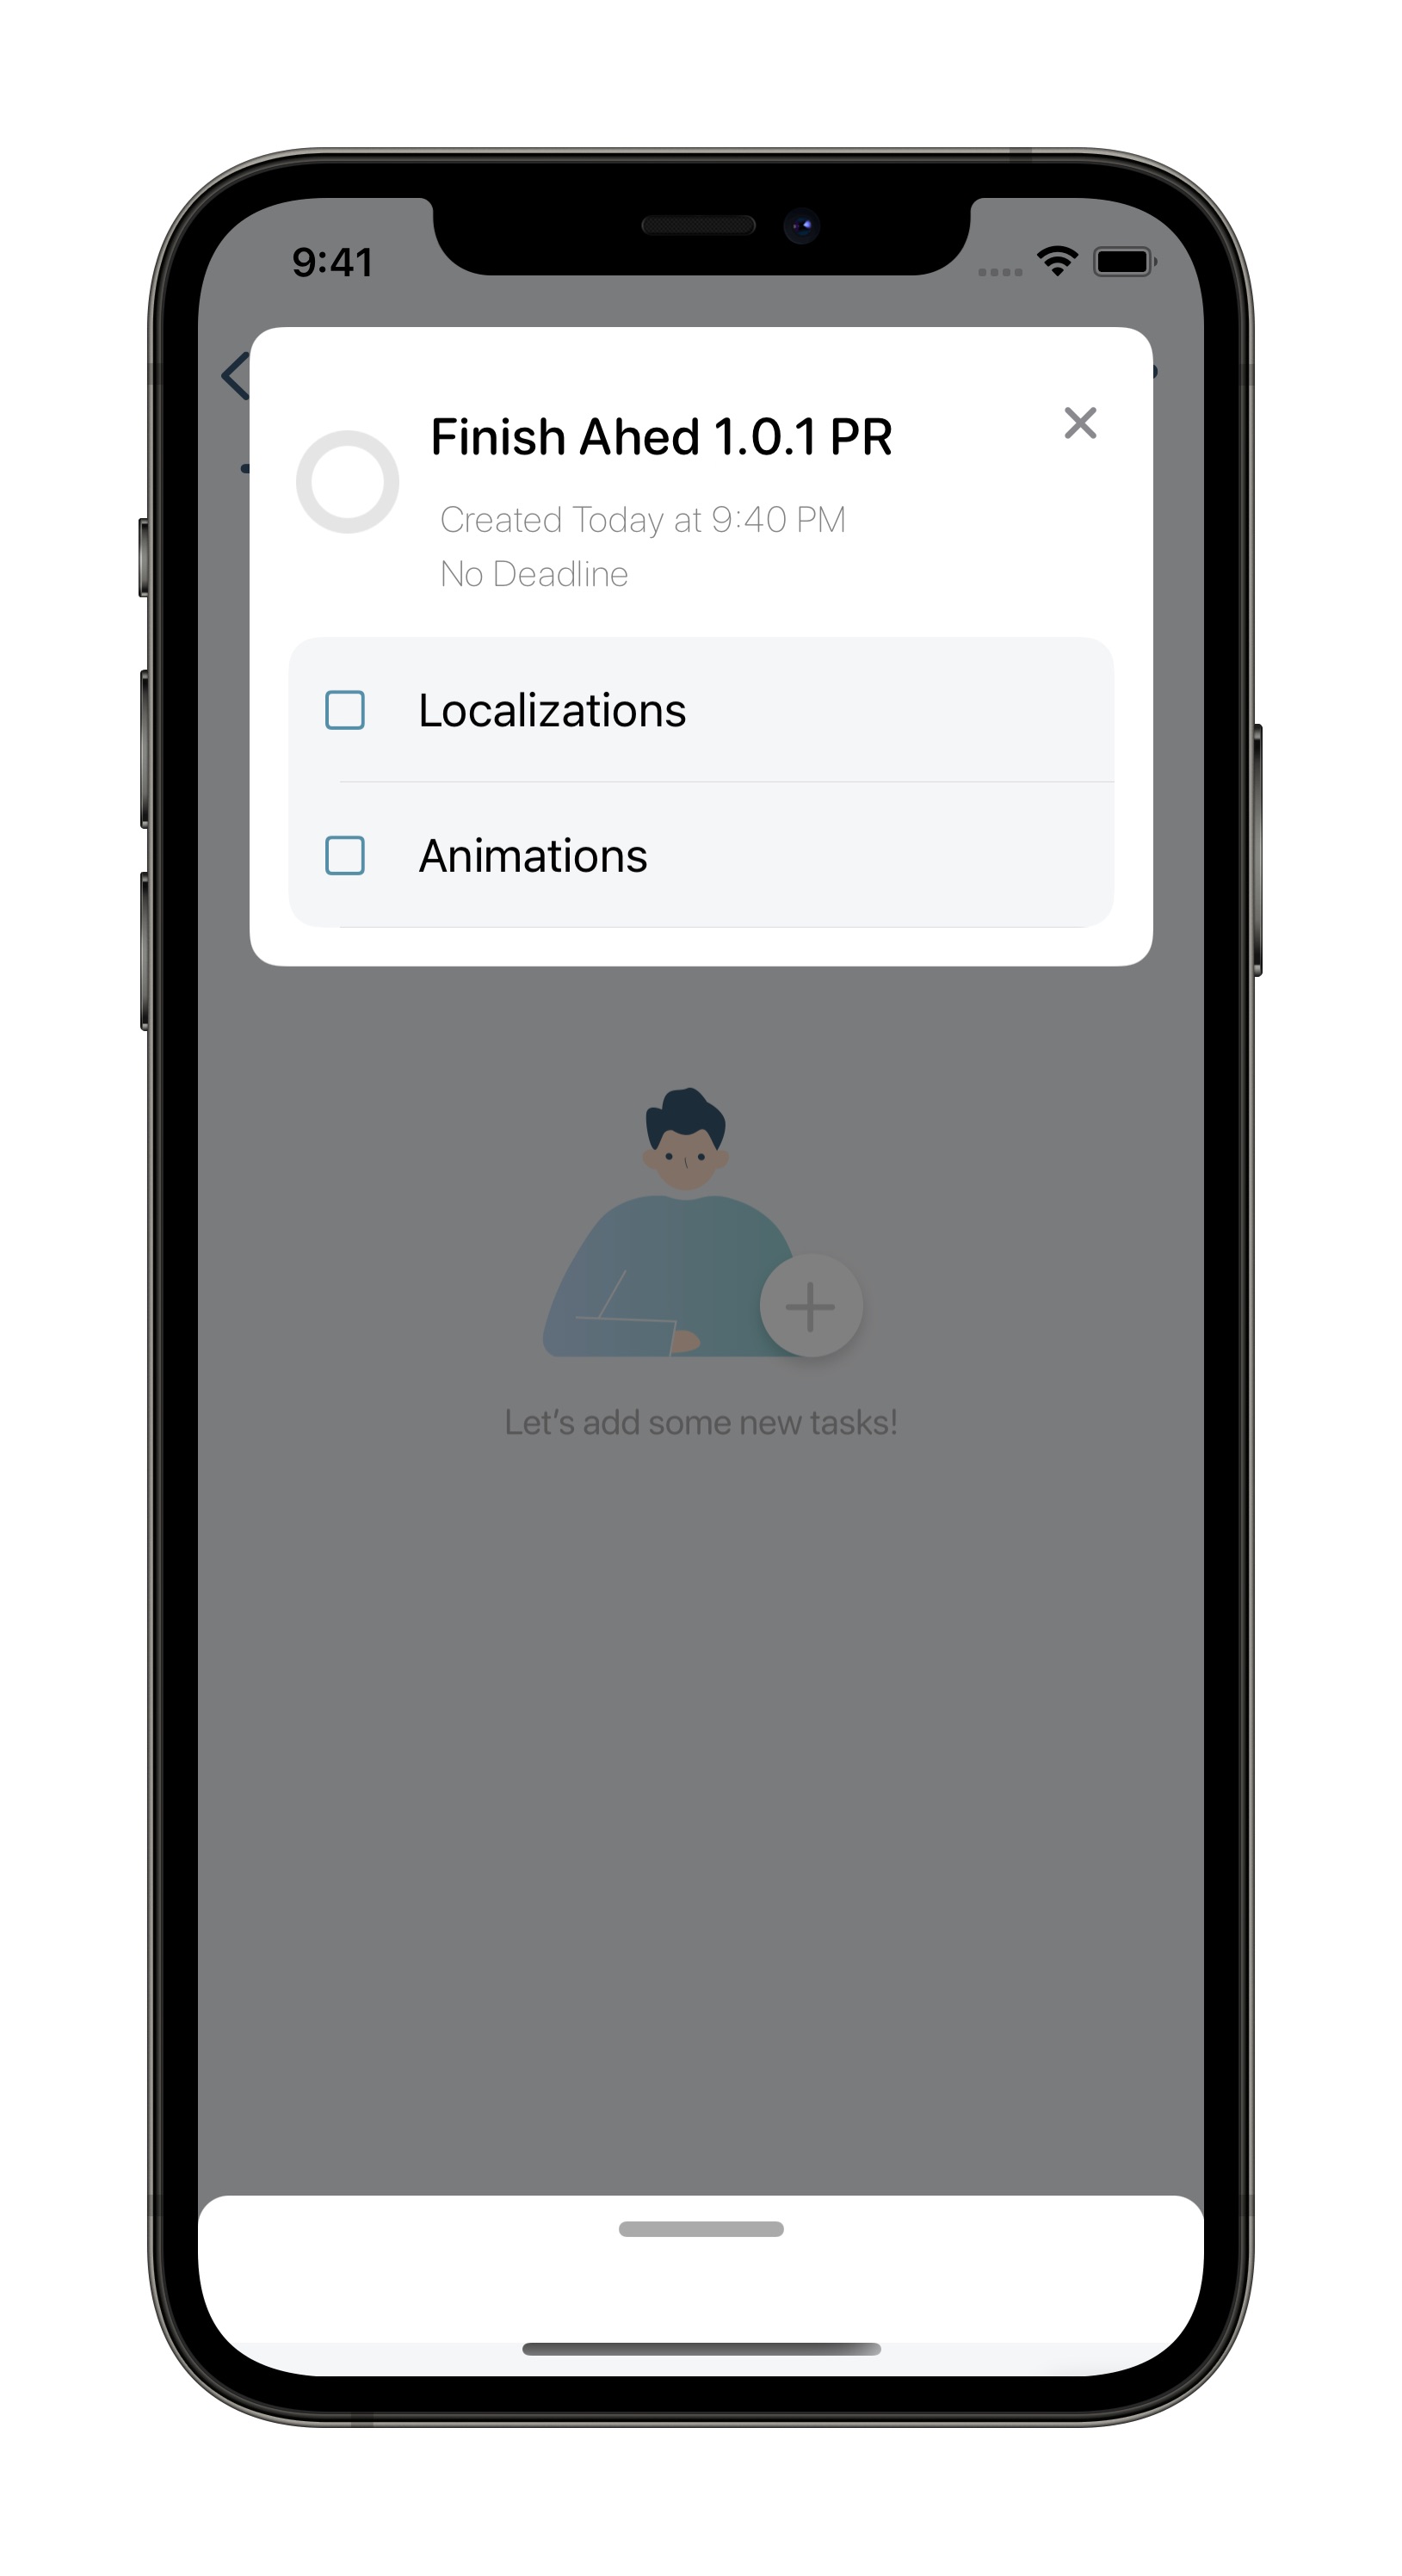 9:41
Finish Ahed 1.0.1 PR
Created Today at 9:40 PM
No Deadline
Localizations
Animations
Let's add some new tasks!